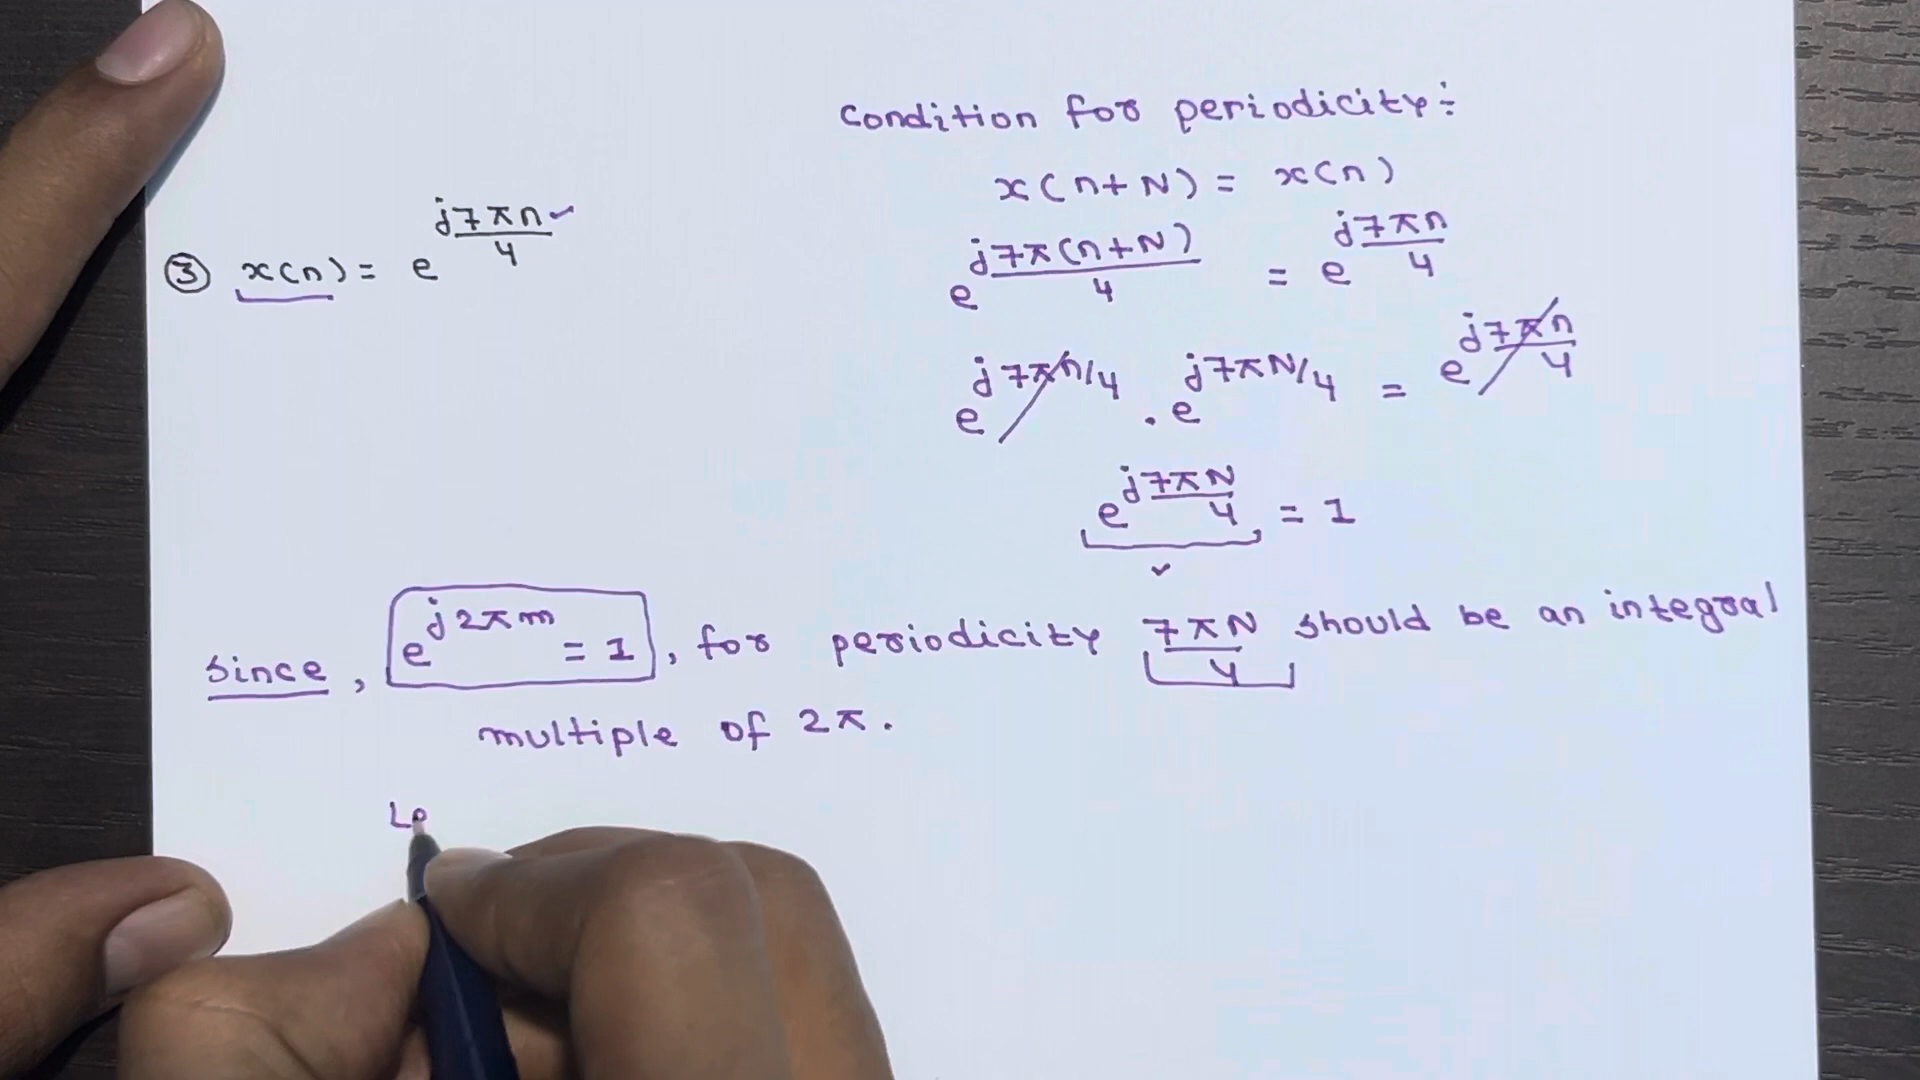 ③ x(n) = e^(j7πn/4)
Condition for periodicity:
x(n+N) = x(n)
e^(j7π(n+N)/4) = e^(j7πn/4)
e^(j7πn/4) . e^(j7πN/4) = e^(j7πn/4)
e^(j7πN/4) = 1
Since, e^(j2πm) = 1, for periodicity 7πN/4 should be an integral
multiple of 2π.
Le